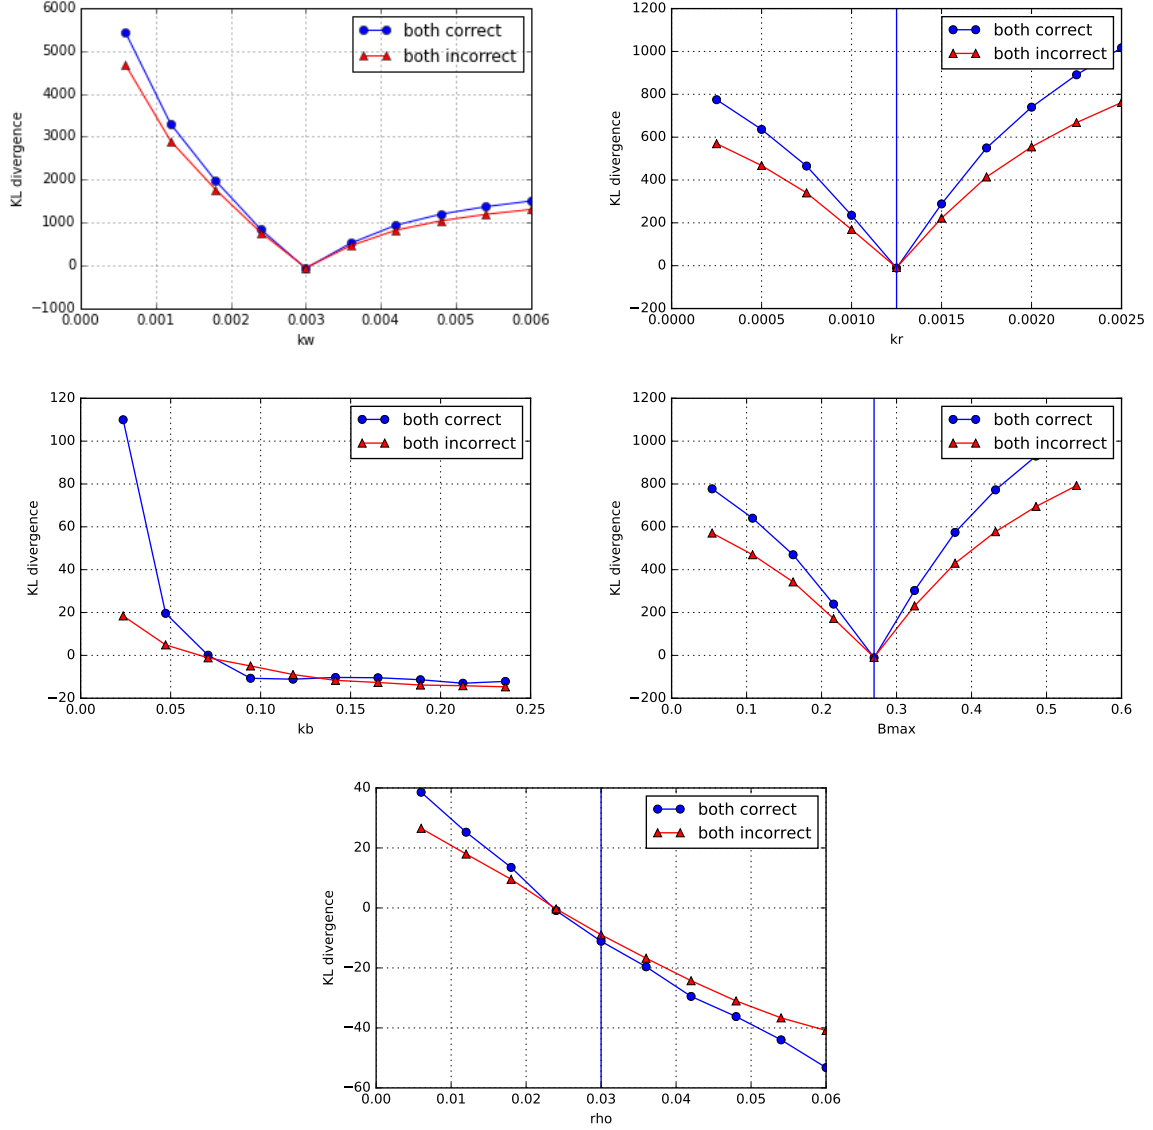 6000
5000
4000
3000
2000
1000
0
−1000
KL divergence
both correct
both incorrect
0.000 0.001 0.002 0.003 0.004 0.005 0.006
kw
1200
1000
800
600
400
200
0
−200
KL divergence
both correct
both incorrect
0.0000 0.0005 0.0010 0.0015 0.0020 0.0025
kr
120
100
80
60
40
20
0
−20
KL divergence
both correct
both incorrect
0.00 0.05 0.10 0.15 0.20 0.25
kb
1200
1000
800
600
400
200
0
−200
KL divergence
both correct
both incorrect
0.0 0.1 0.2 0.3 0.4 0.5 0.6
Bmax
40
20
0
−20
−40
−60
KL divergence
both correct
both incorrect
0.00 0.01 0.02 0.03 0.04 0.05 0.06
rho